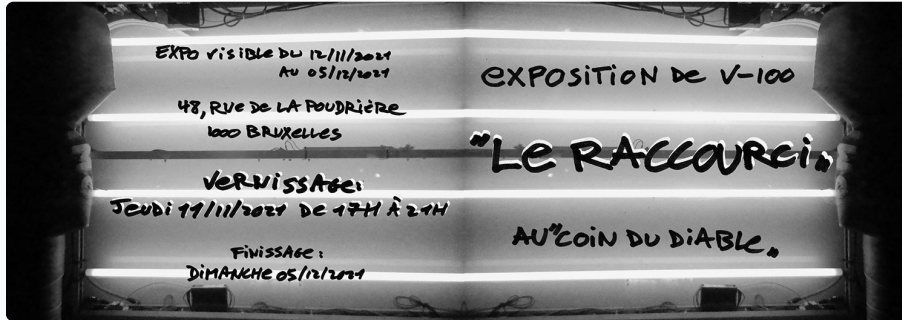 EXPO VISIBLE DU 12/11/2021
AU 05/12/2021
48, RUE DE LA POUDRIÈRE
1000 BRUXELLES
VERNISSAGE:
JEUDI 11/11/2021 DE 17H À 21H
FINISSAGE:
DIMANCHE 05/12/2021
EXPOSITION DE V-100
"LE RACCOURCI"
AU "COIN DU DIABLE"